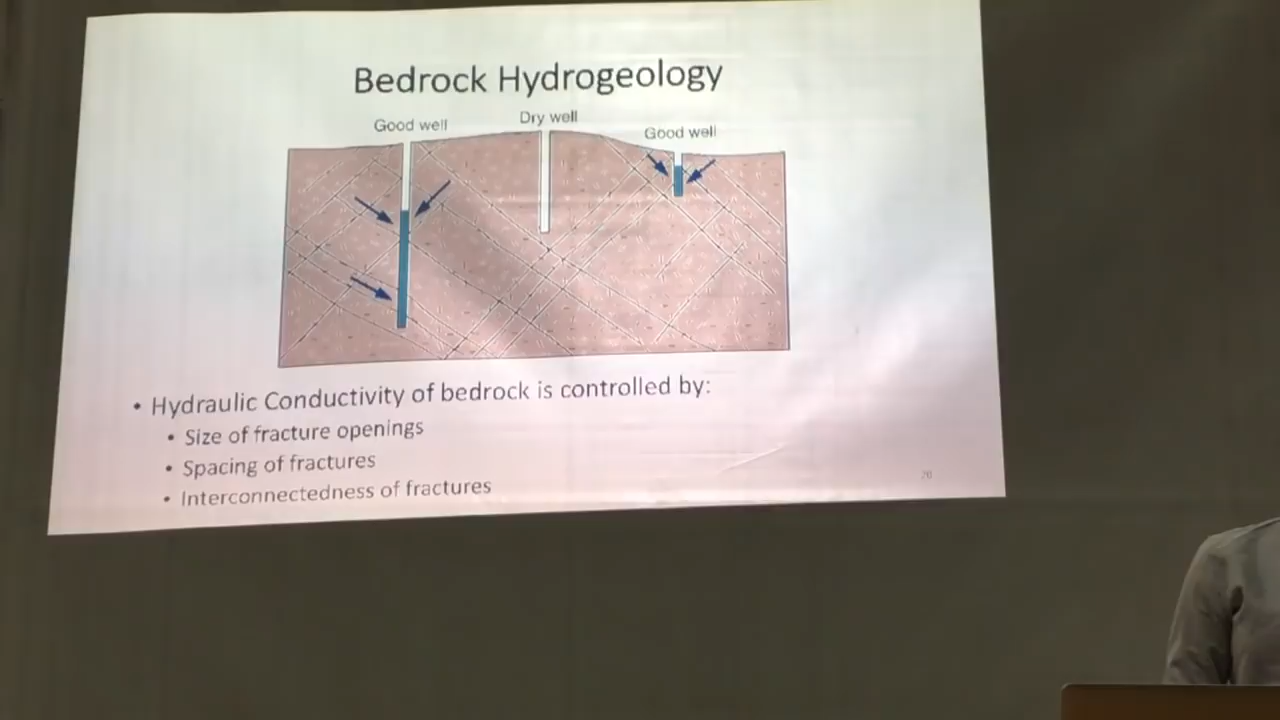 Bedrock Hydrogeology
Good well
Dry well
Good well
• Hydraulic Conductivity of bedrock is controlled by:
• Size of fracture openings
• Spacing of fractures
• Interconnectedness of fractures